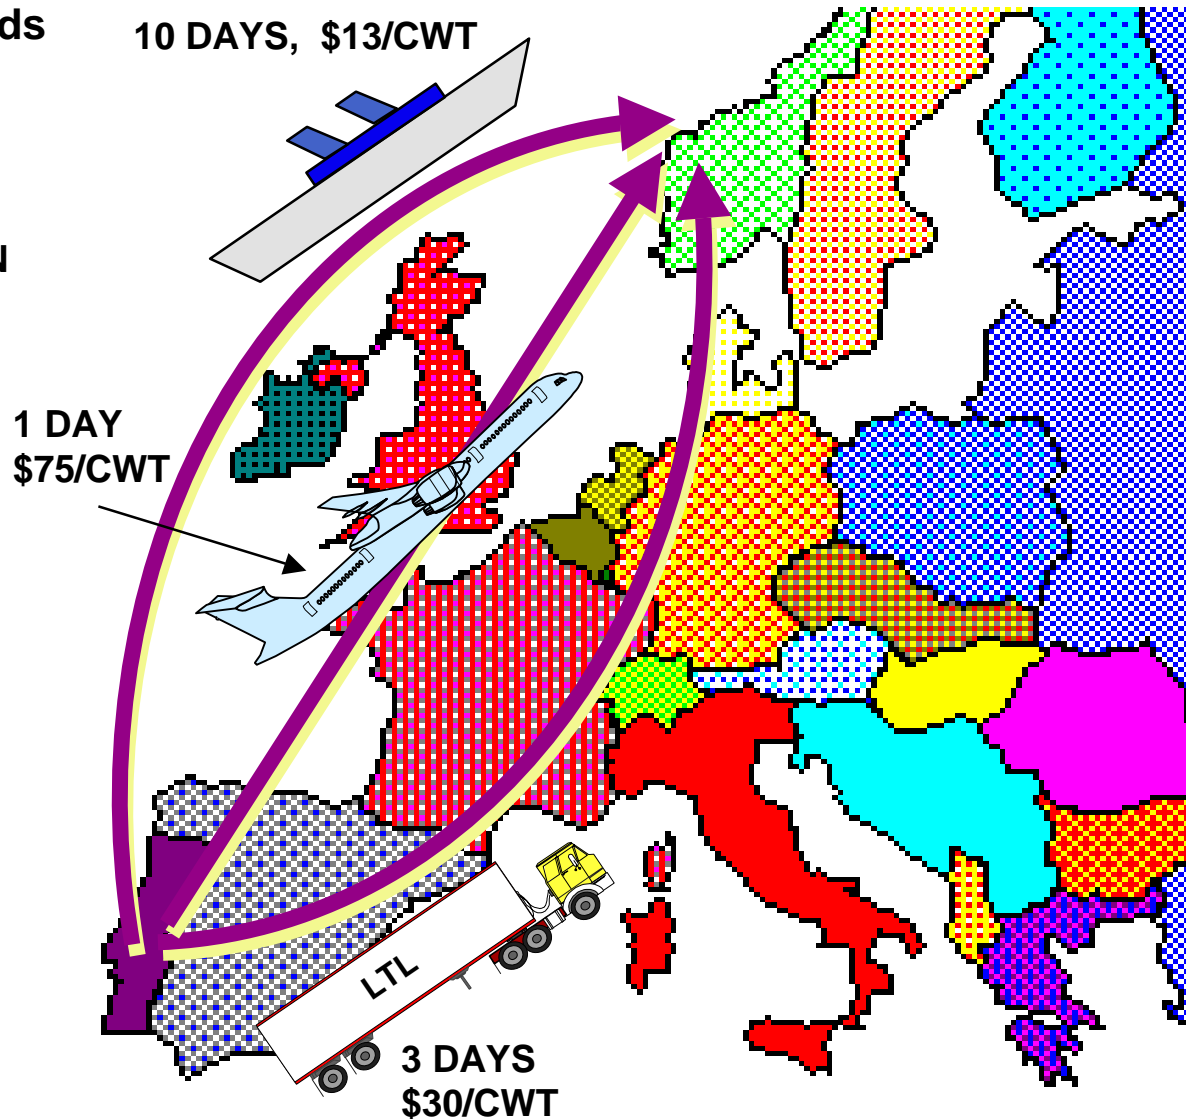 10 DAYS, $13/CWT
1 DAY
$75/CWT
LTL
3 DAYS
$30/CWT